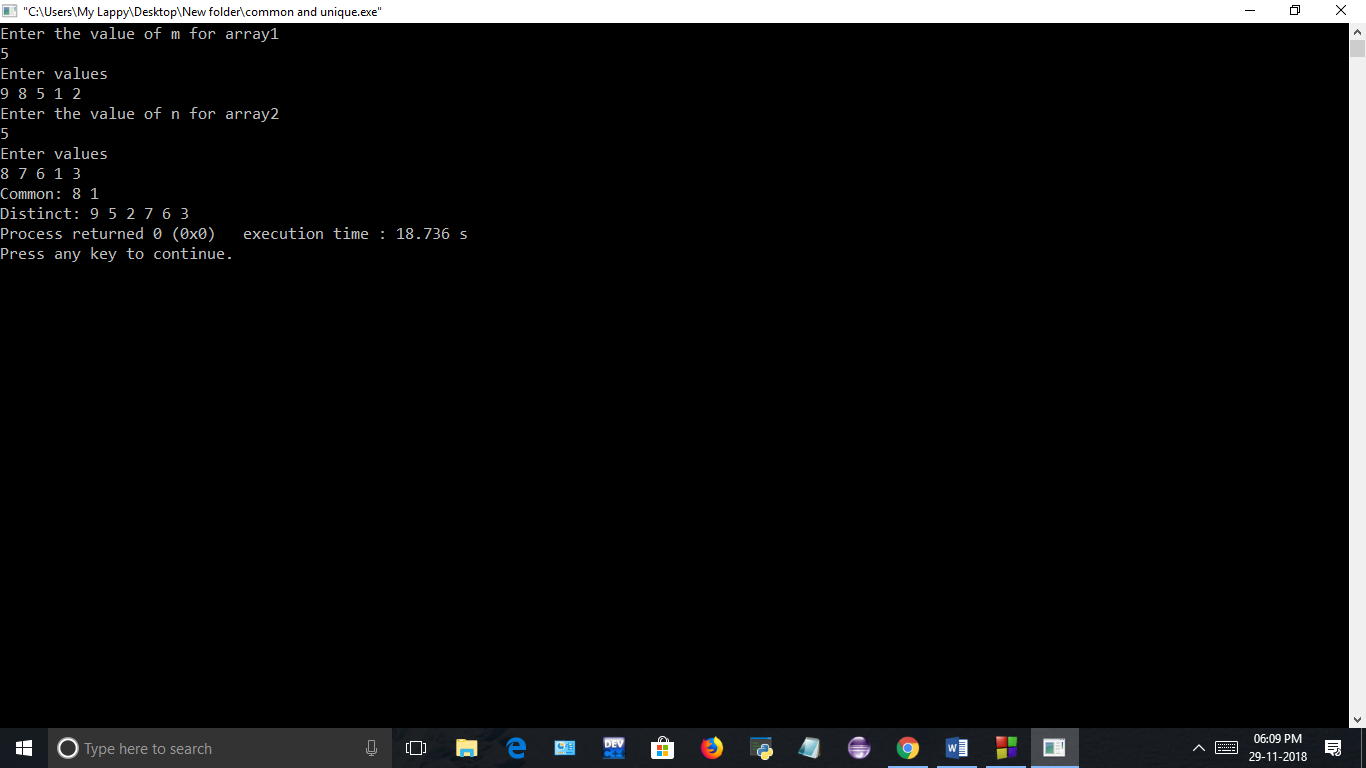 "C:\Users\My Lappy\Desktop\New folder\common and unique.exe"
Enter the value of m for array1
5
Enter values
9 8 5 1 2
Enter the value of n for array2
5
Enter values
8 7 6 1 3
Common: 8 1
Distinct: 9 5 2 7 6 3
Process returned 0 (0x0)   execution time : 18.736 s
Press any key to continue.
Type here to search
DEV
06:09 PM
29-11-2018